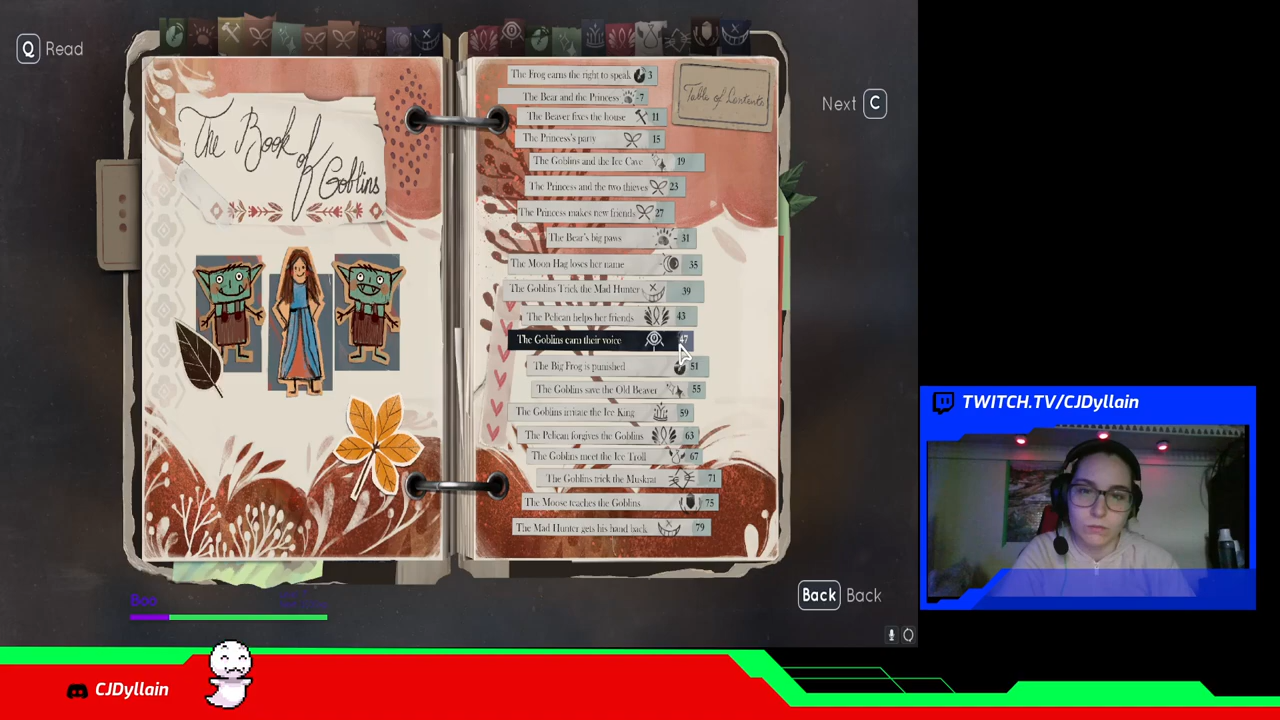 Q Read
The Book of Goblins
Table of Contents
The Frog earns the right to speak 3
The Bear and the Princess 7
The Beaver fixes the house 11
The Princess's party 15
The Goblins and the Ice Cave 19
The Princess and the two thieves 23
The Princess makes new friends 27
The Bear's big paws 31
The Moon Hag loses her name 35
The Goblins Trick the Mad Hunter 39
The Pelican helps her friends 43
The Goblins earn their voice 47
The Big Frog is punished 51
The Goblins save the Old Beaver 55
The Goblins irritate the Ice King 59
The Pelican forgives the Goblins 63
The Goblins meet the Ice Troll 67
The Goblins trick the Muskrat 71
The Moose teaches the Goblins 75
The Mad Hunter gets his hand back 79
Next C
Back Back
Boo
TWITCH.TV/CJDyllain
CJDyllain